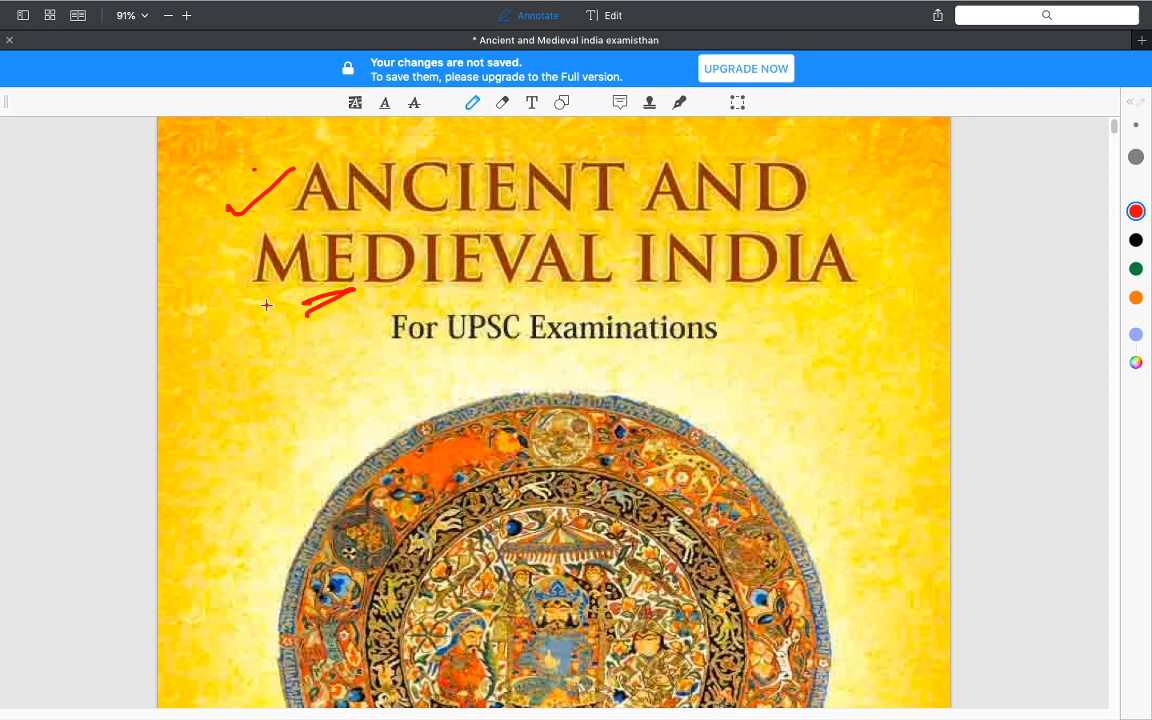 91%
Annotate
T| Edit
* Ancient and Medieval india examisthan
Your changes are not saved.
To save them, please upgrade to the Full version.
UPGRADE NOW
ANCIENT AND
MEDIEVAL INDIA
For UPSC Examinations